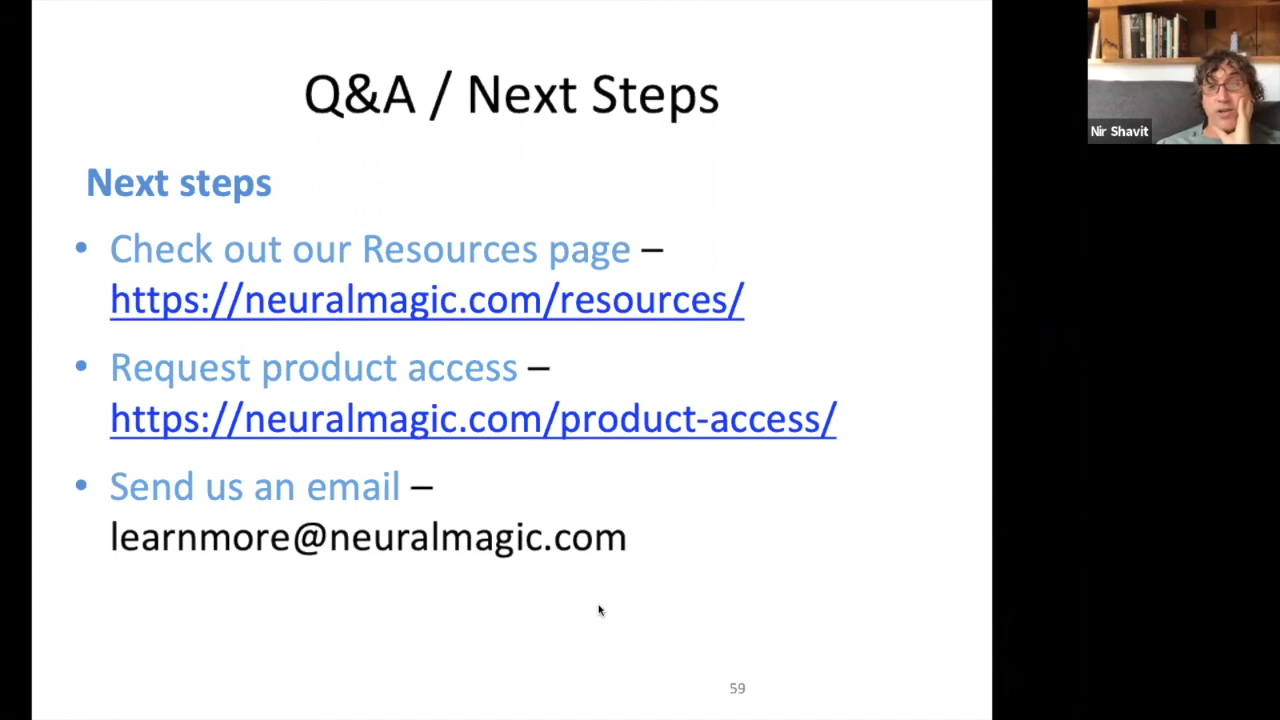 Q&A / Next Steps
Next steps
• Check out our Resources page –
https://neuralmagic.com/resources/
• Request product access –
https://neuralmagic.com/product-access/
• Send us an email –
learnmore@neuralmagic.com
59
Nir Shavit